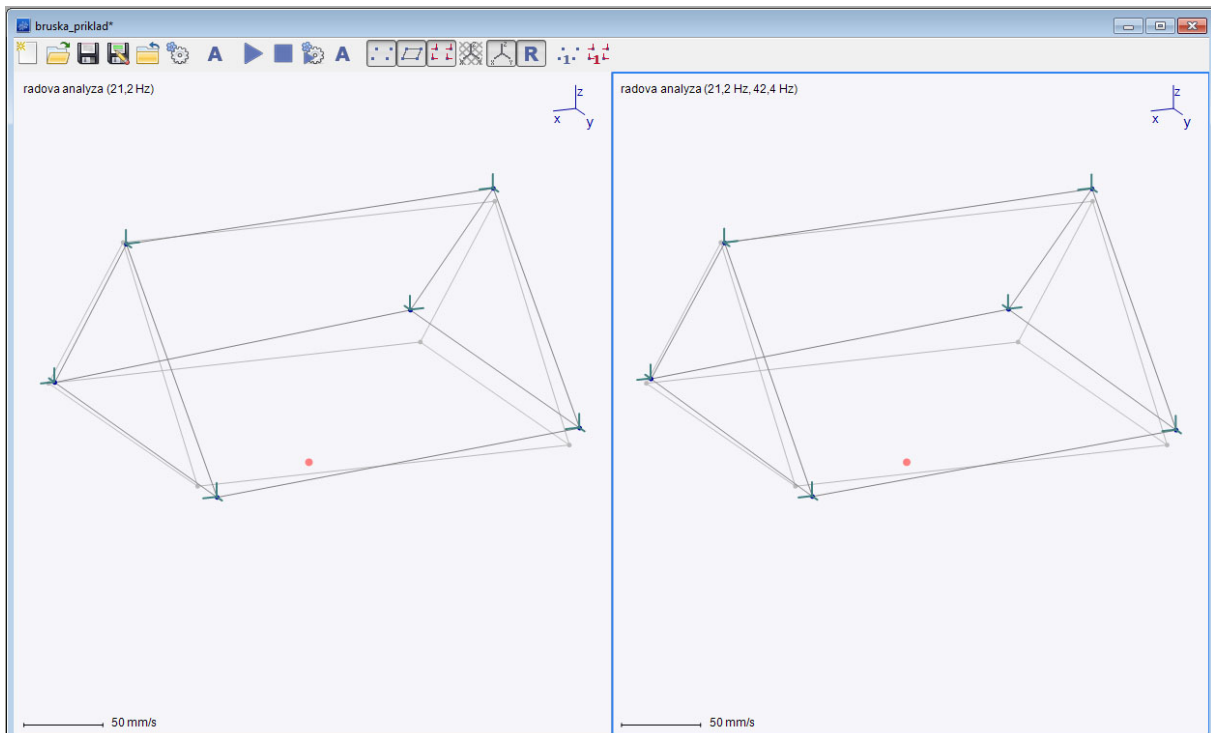 bruska_priklad*
A A R 1 1
radova analyza (21,2 Hz)
z
x
y
50 mm/s
radova analyza (21,2 Hz, 42,4 Hz)
z
x
y
50 mm/s